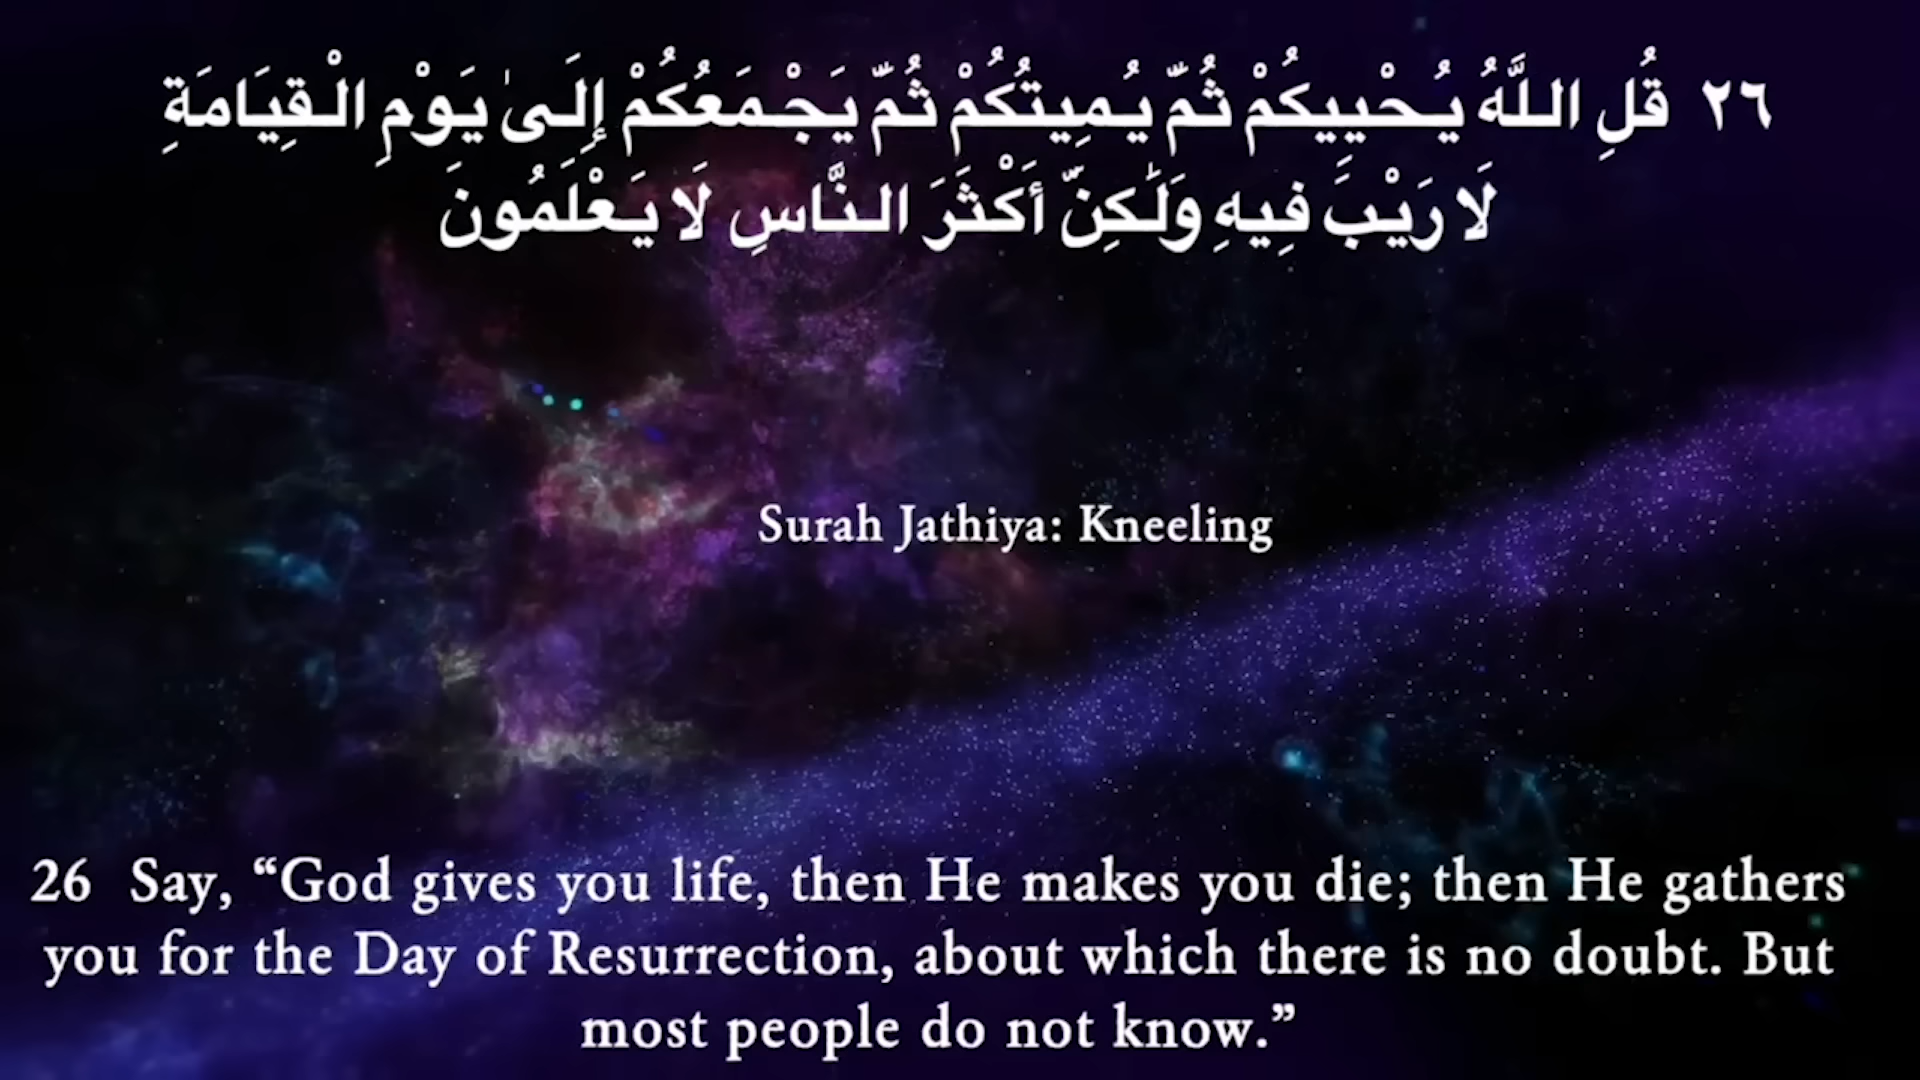 ٢٦ قُلِ اللَّهُ يُحْيِيكُمْ ثُمَّ يُمِيتُكُمْ ثُمَّ يَجْمَعُكُمْ إِلَىٰ يَوْمِ الْقِيَامَةِ
لَا رَيْبَ فِيهِ وَلَٰكِنَّ أَكْثَرَ النَّاسِ لَا يَعْلَمُونَ
Surah Jathiya: Kneeling
26 Say, “God gives you life, then He makes you die; then He gathers
you for the Day of Resurrection, about which there is no doubt. But
most people do not know.”